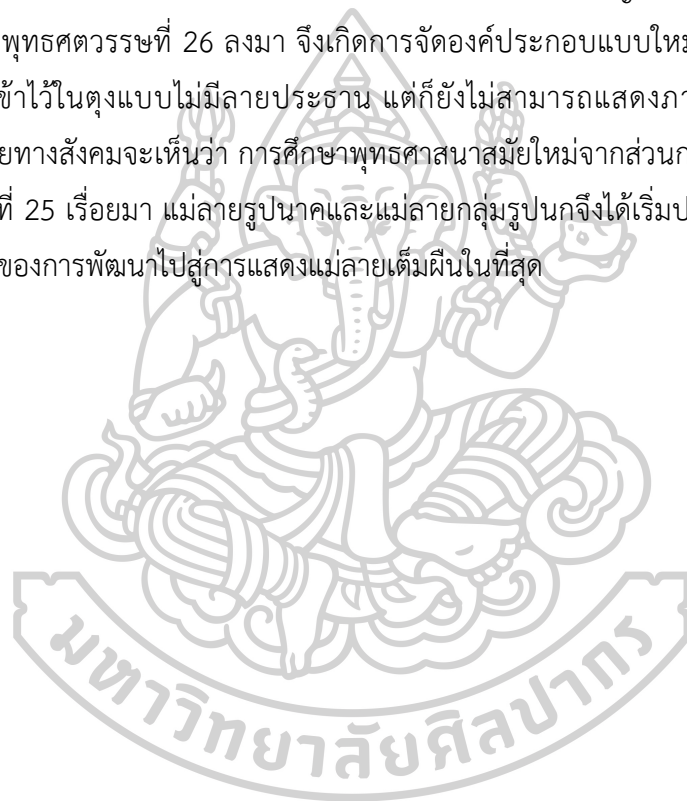 พุทธศตวรรษที่ 26 ลงมา จึงเกิดการจัดองค์ประกอบแบบใหม่
ข้าไว้ในตุงแบบไม่มีลายประธาน แต่ก็ยังไม่สามารถแสดงภา
ยทางสังคมจะเห็นว่า การศึกษาพุทธศาสนาสมัยใหม่จากส่วนก
ที่ 25 เรื่อยมา แม่ลายรูปนาคและแม่ลายกลุ่มรูปนกจึงได้เริ่มป
ของการพัฒนาไปสู่การแสดงแม่ลายเต็มผืนในที่สุด
มหาวิทยาลัยศิลปากร